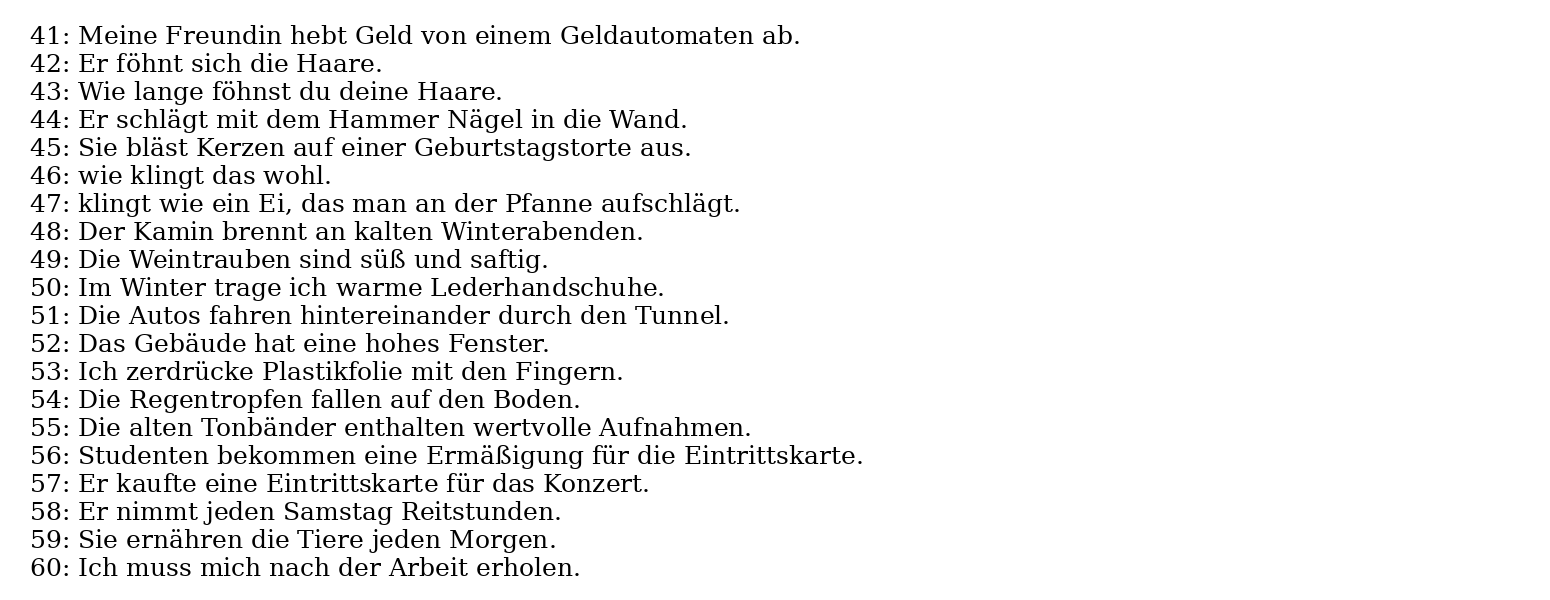 41: Meine Freundin hebt Geld von einem Geldautomaten ab.
42: Er föhnt sich die Haare.
43: Wie lange föhnst du deine Haare.
44: Er schlägt mit dem Hammer Nägel in die Wand.
45: Sie bläst Kerzen auf einer Geburtstagstorte aus.
46: wie klingt das wohl.
47: klingt wie ein Ei, das man an der Pfanne aufschlägt.
48: Der Kamin brennt an kalten Winterabenden.
49: Die Weintrauben sind süß und saftig.
50: Im Winter trage ich warme Lederhandschuhe.
51: Die Autos fahren hintereinander durch den Tunnel.
52: Das Gebäude hat eine hohes Fenster.
53: Ich zerdrücke Plastikfolie mit den Fingern.
54: Die Regentropfen fallen auf den Boden.
55: Die alten Tonbänder enthalten wertvolle Aufnahmen.
56: Studenten bekommen eine Ermäßigung für die Eintrittskarte.
57: Er kaufte eine Eintrittskarte für das Konzert.
58: Er nimmt jeden Samstag Reitstunden.
59: Sie ernähren die Tiere jeden Morgen.
60: Ich muss mich nach der Arbeit erholen.